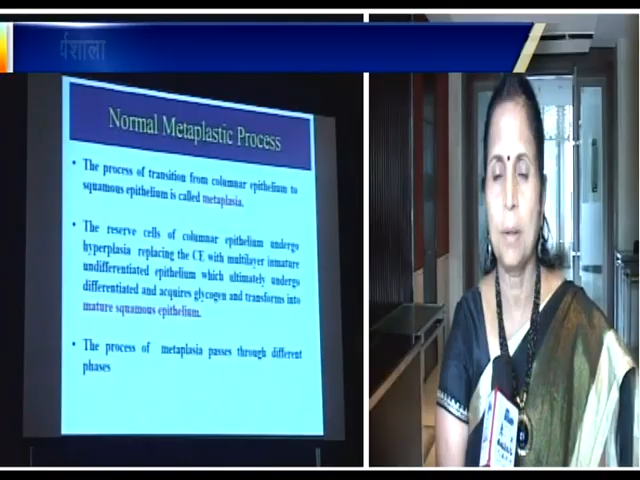 र्यशाला
Normal Metaplastic Process
• The process of transition from columnar epithelium to
squamous epithelium is called metaplasia.
• The reserve cells of columnar epithelium undergo
hyperplasia replacing the CE with multilayer immature
undifferentiated epithelium which ultimately undergo
differentiated and acquires glycogen and transforms into
mature squamous epithelium.
• The process of metaplasia passes through different
phases